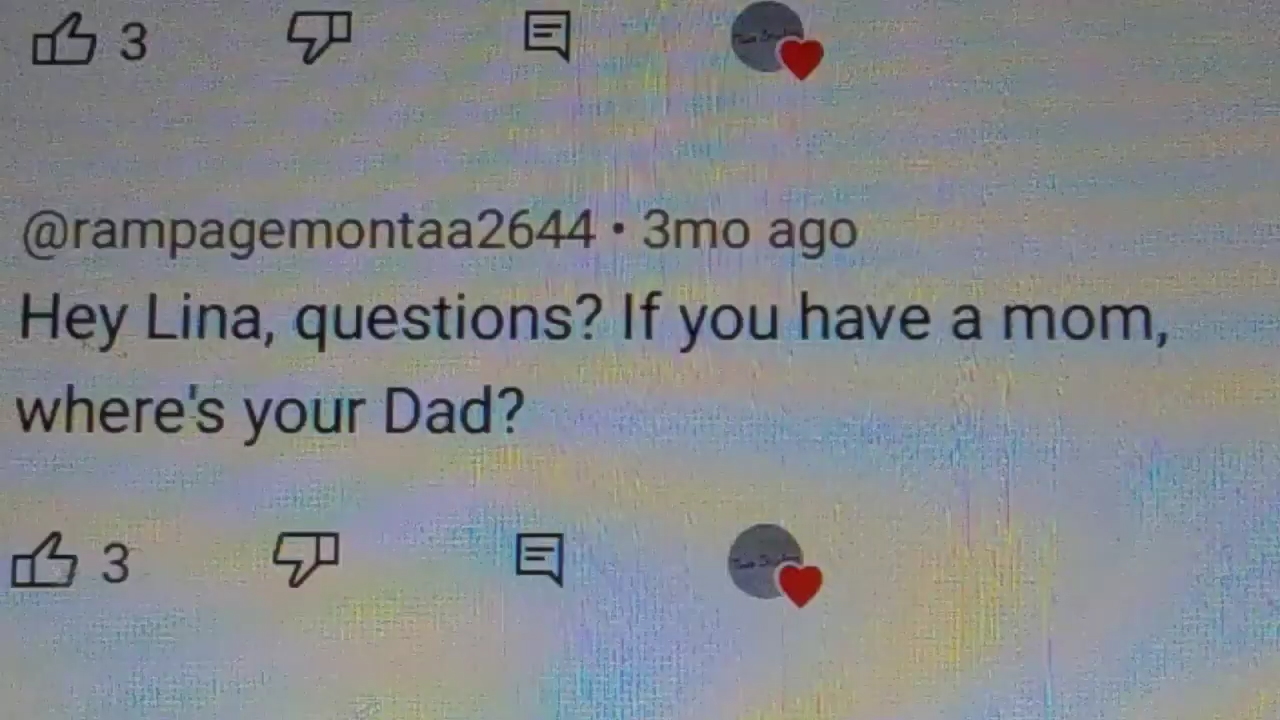 3
@rampagemontaa2644 • 3mo ago
Hey Lina, questions? If you have a mom,
where's your Dad?
3